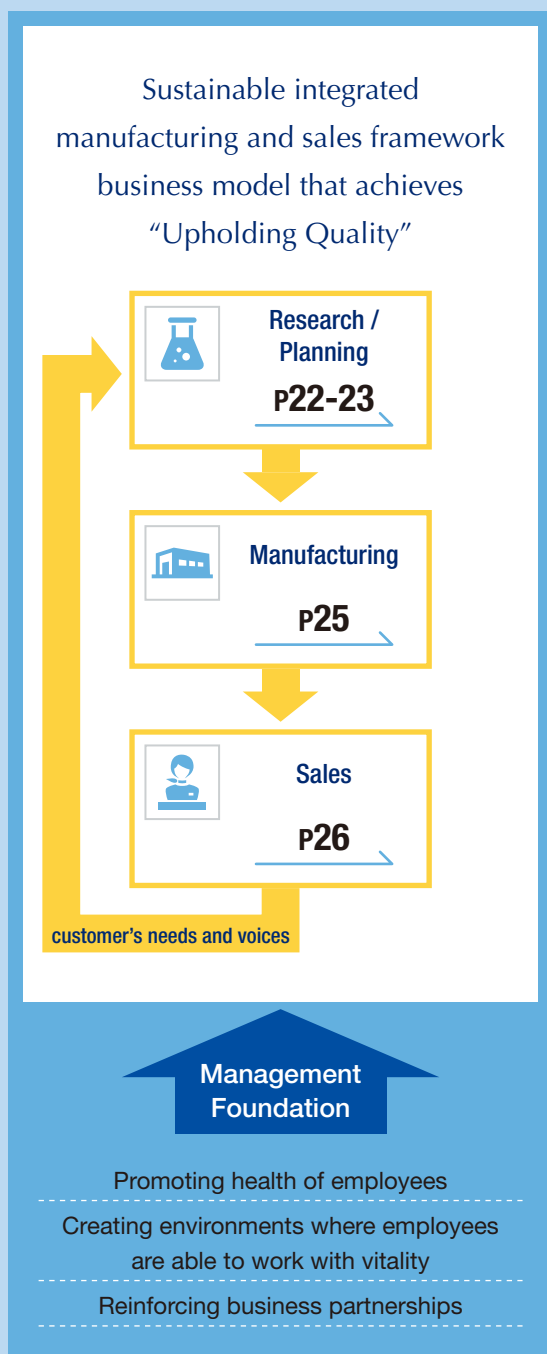 Sustainable integrated
manufacturing and sales framework
business model that achieves
“Upholding Quality”
Research /
Planning
P22-23
Manufacturing
P25
Sales
P26
customer’s needs and voices
Management
Foundation
Promoting health of employees
Creating environments where employees
are able to work with vitality
Reinforcing business partnerships